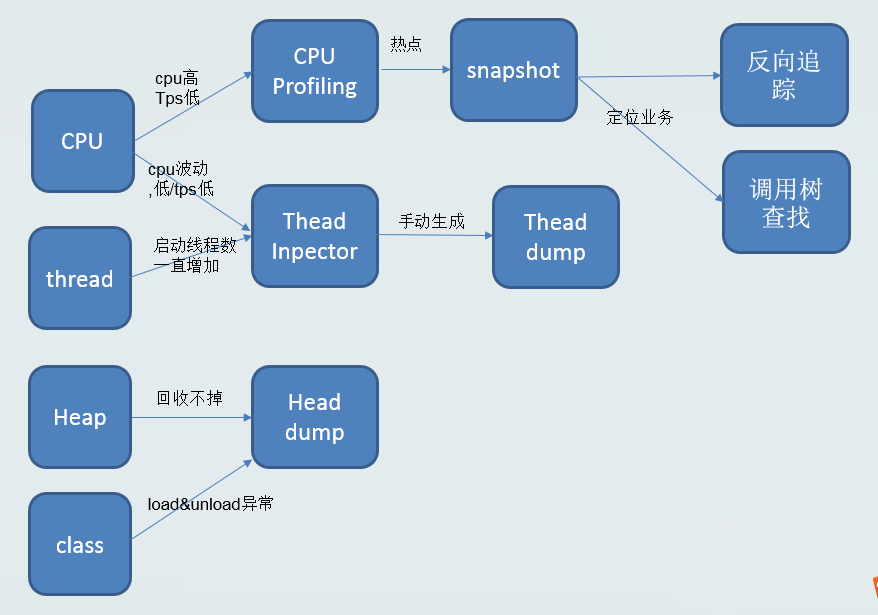 CPU
cpu高
Tps低
CPU
Profiling
热点
snapshot
反向追
踪
定位业务
调用树
查找
cpu波动
,低/tps低
thread
启动线程数
一直增加
Thead
Inpector
手动生成
Thead
dump
Heap
回收不掉
Head
dump
class
load&unload异常